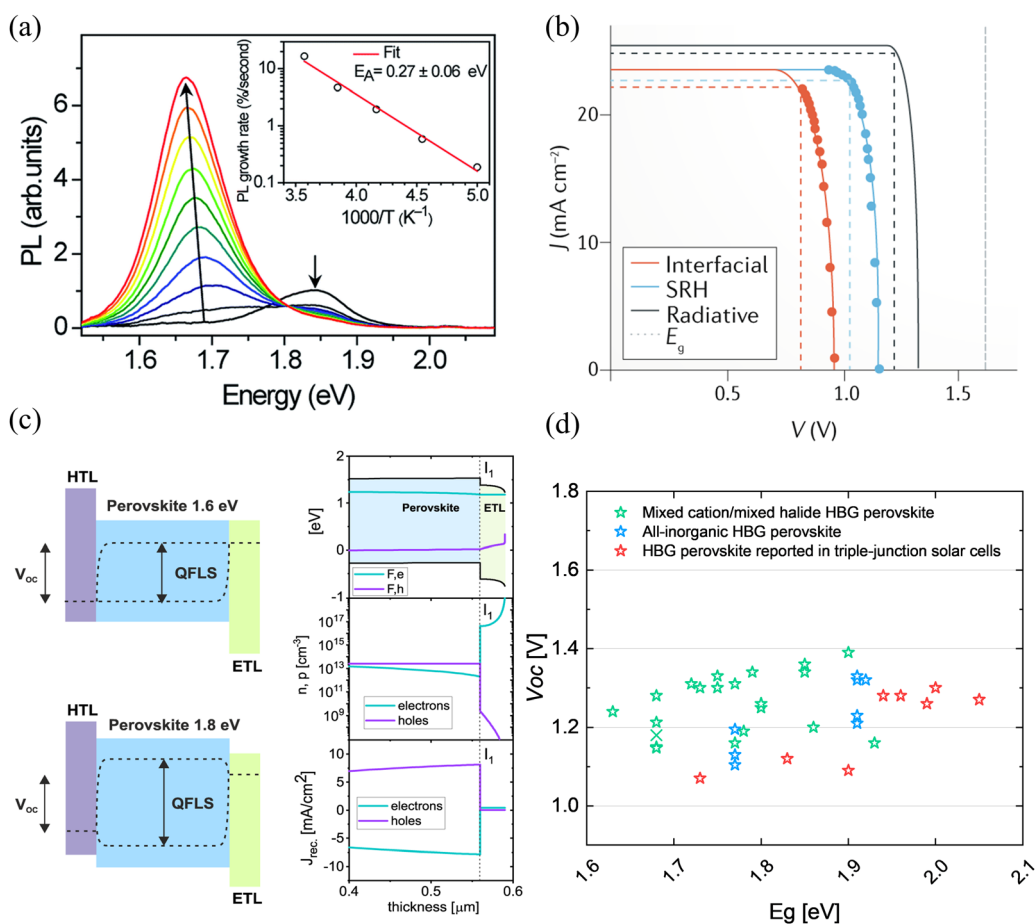 (a)
PL (arb.units)
6
4
2
0
1.6
1.7
1.8
1.9
2.0
Energy (eV)
PL growth rate (%/second)
10
1
0.1
Fit
E_A= 0.27 ± 0.06 eV
3.5
4.0
4.5
5.0
1000/T (K⁻¹)
(b)
J (mA cm⁻²)
20
10
0
Interfacial
SRH
Radiative
E_g
0.5
1.0
1.5
V (V)
(c)
HTL
Perovskite 1.6 eV
V_OC
QFLS
ETL
Perovskite 1.8 eV
V_OC
QFLS
HTL
ETL
I₁
2
1
0
-1
[eV]
Perovskite
ETL
F,e
F,h
I₁
10¹⁷
10¹⁵
10¹³
10¹¹
10⁹
n, p [cm⁻³]
electrons
holes
I₁
5
0
-5
-10
J_rec. [mA/cm²]
electrons
holes
0.4
0.5
0.6
thickness [µm]
(d)
Voc [V]
1.8
1.6
1.4
1.2
1.0
Mixed cation/mixed halide HBG perovskite
All-inorganic HBG perovskite
HBG perovskite reported in triple-junction solar cells
1.6
1.7
1.8
1.9
2.0
2.1
Eg [eV]